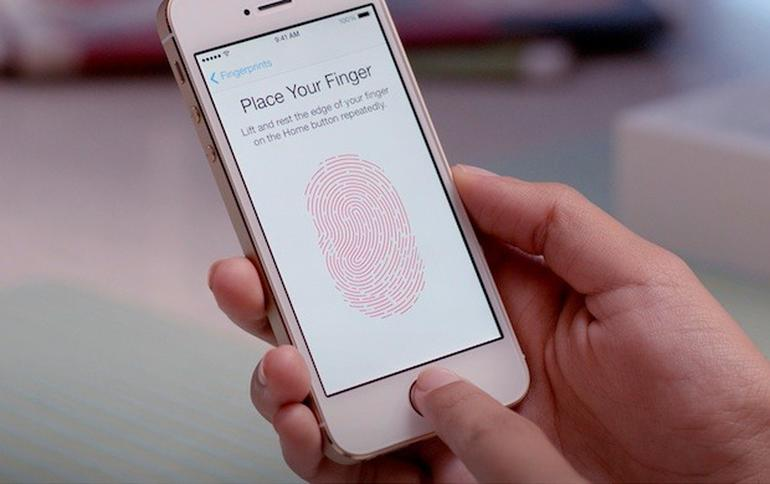 9:41 AM
100%
Fingerprints
Place Your Finger
Lift and rest the edge of your finger
on the Home button repeatedly.